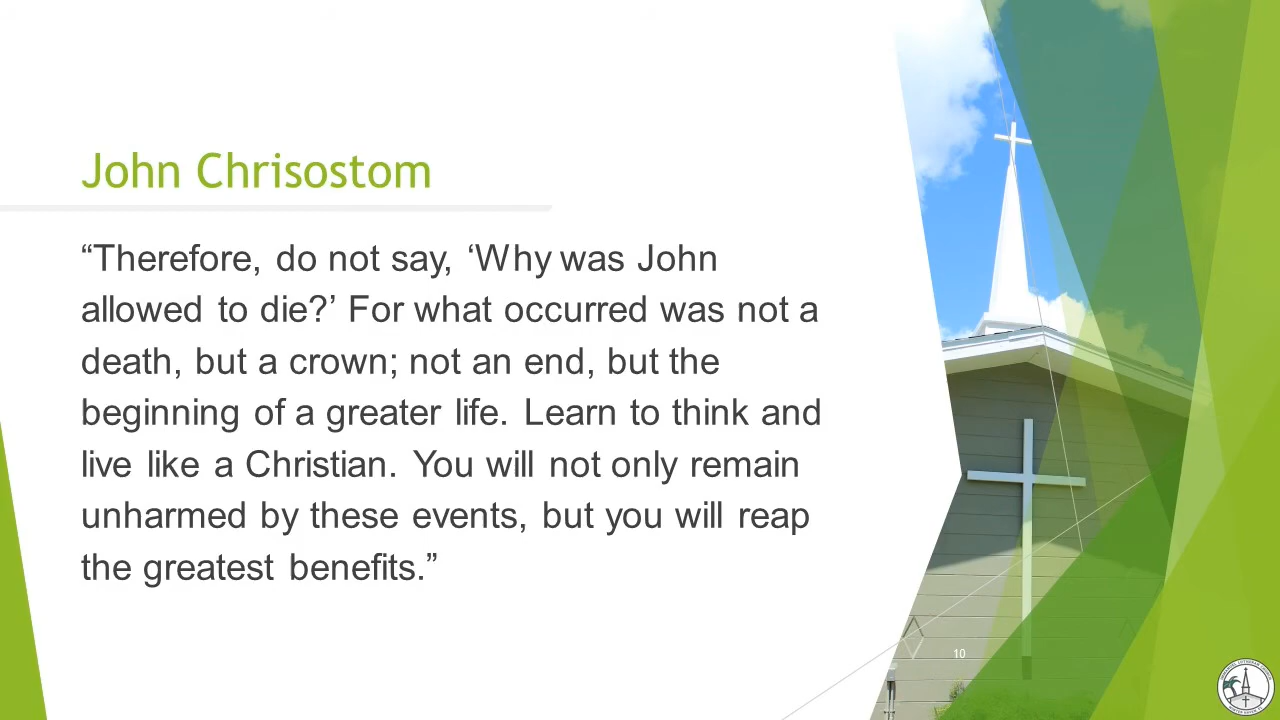 John Chrisostom
“Therefore, do not say, ‘Why was John
allowed to die?’ For what occurred was not a
death, but a crown; not an end, but the
beginning of a greater life. Learn to think and
live like a Christian. You will not only remain
unharmed by these events, but you will reap
the greatest benefits.”
10